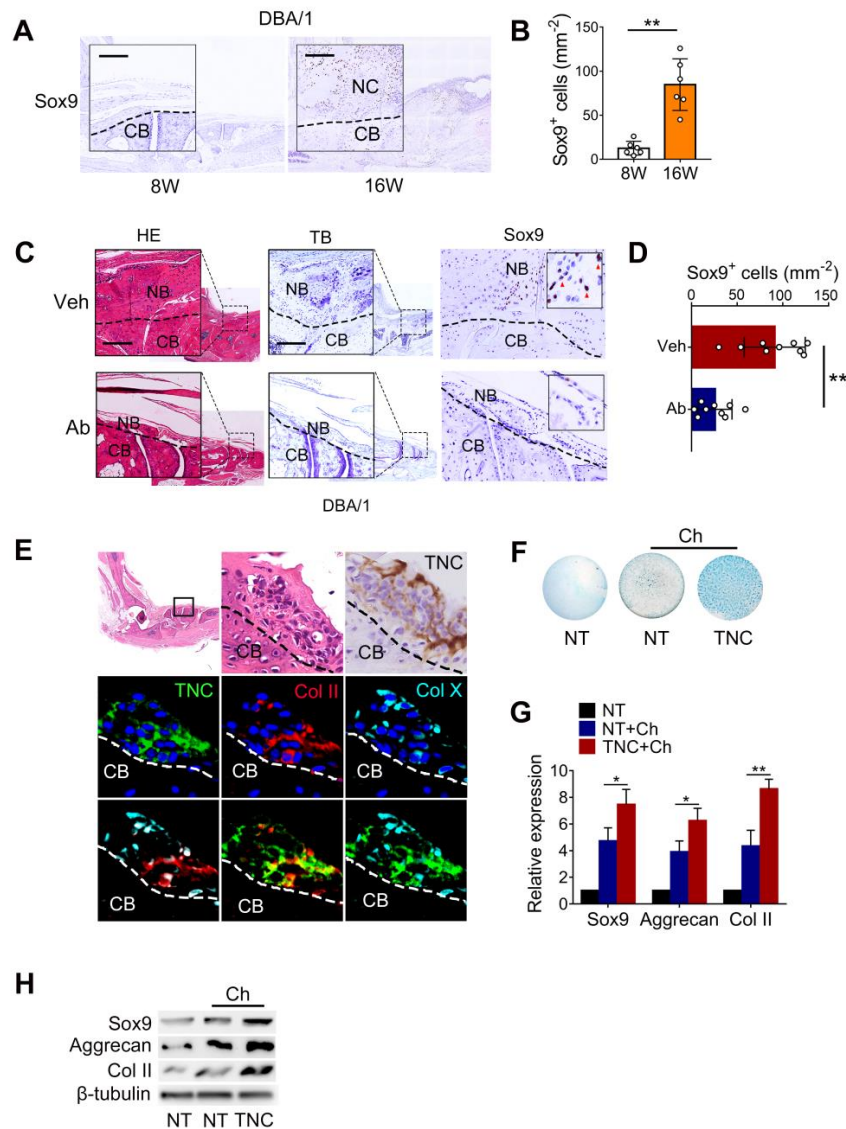 A
DBA/1
Sox9
NC
CB
CB
8W
16W
B
Sox9⁺ cells (mm⁻²)
**
150
100
50
0
8W
16W
C
HE
TB
Sox9
Veh
NB
CB
NB
CB
NB
CB
Ab
NB
CB
NB
CB
NB
CB
DBA/1
D
Sox9⁺ cells (mm⁻²)
0
50
100
150
Veh
Ab
**
E
CB
TNC
CB
TNC
CB
Col II
Col X
CB
F
Ch
NT
NT
TNC
G
NT
NT+Ch
TNC+Ch
Relative expression
10
8
6
4
2
0
*
*
**
Sox9
Aggrecan
Col II
H
Ch
Sox9
Aggrecan
Col II
β-tubulin
NT NT TNC